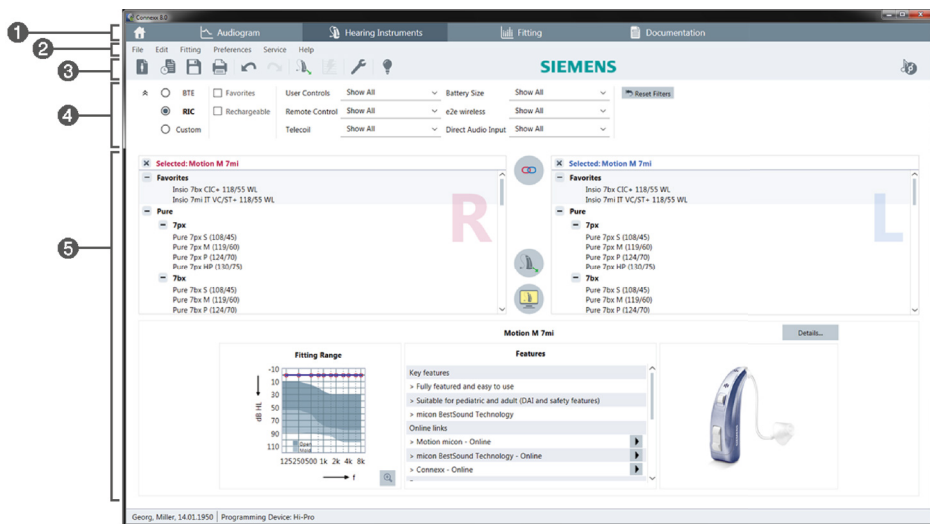 Connexx 8.0
1
Audiogram
Hearing Instruments
Fitting
Documentation
2
File Edit Fitting Preferences Service Help
3
SIEMENS
4
BTE Favorites User Controls Show All Battery Size Show All Reset Filters
RIC Rechargeable Remote Control Show All e2e wireless Show All
Custom Telecoil Show All Direct Audio Input Show All
5
Selected: Motion M 7mi
Favorites
Insio 7bx CIC+ 118/55 WL
Insio 7mi IT VC/ST+ 118/55 WL
Pure
7px
Pure 7px S (108/45)
Pure 7px M (119/60)
Pure 7px P (124/70)
Pure 7px HP (130/75)
7bx
Pure 7bx S (108/45)
Pure 7bx M (119/60)
Pure 7bx P (124/70)
R
Selected: Motion M 7mi
Favorites
Insio 7bx CIC+ 118/55 WL
Insio 7mi IT VC/ST+ 118/55 WL
Pure
7px
Pure 7px S (108/45)
Pure 7px M (119/60)
Pure 7px P (124/70)
Pure 7px HP (130/75)
7bx
Pure 7bx S (108/45)
Pure 7bx M (119/60)
Pure 7bx P (124/70)
L
Motion M 7mi
Details...
Fitting Range
-10
10
30
50
70
90
110
dB HL
Open
Mold
125 250 500 1k 2k 4k 8k
f
Features
Key features
> Fully featured and easy to use
> Suitable for pediatric and adult (DAI and safety features)
> micon BestSound Technology
Online links
> Motion micon - Online
> micon BestSound Technology - Online
> Connexx - Online
Georg, Miller, 14.01.1950 Programming Device: Hi-Pro